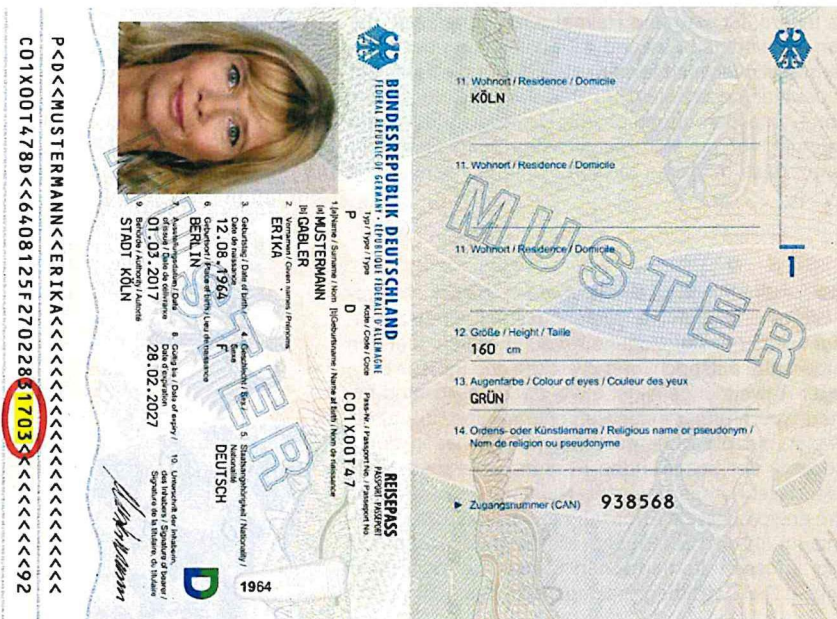 BUNDESREPUBLIK DEUTSCHLAND
FEDERAL REPUBLIC OF GERMANY · RÉPUBLIQUE FÉDÉRALE D'ALLEMAGNE
REISEPASS
PASSPORT · PASSEPORT
Typ / Type / Type Kode / Code / Code Pass-Nr. / Passport No. / Passeport No.
P D C01X00T47
1.[a]Name / Surname / Nom [b]Geburtsname / Name at birth / Nom de naissance
[a] MUSTERMANN
[b] GABLER
2. Vornamen / Given names / Prénoms
ERIKA
3. Geburtstag / Date of birth / Date de naissance 4. Geschlecht / Sex / Sexe 5. Staatsangehörigkeit / Nationality / Nationalité
12.08.1964 F DEUTSCH
6. Geburtsort / Place of birth / Lieu de naissance
BERLIN
7. Ausstellungsdatum / Date of issue / Date de délivrance 8. Gültig bis / Date of expiry / Date d'expiration 10. Unterschrift der Inhaberin, des Inhabers / Signature of bearer / Signature de la titulaire, du titulaire
01.03.2017 28.02.2027
9. Behörde / Authority / Autorité
STADT KÖLN
D
1964
MUSTER
P<D<<MUSTERMANN<<ERIKA<<<<<<<<<<<<<<<<<<<<<<
C01X00T478D<<6408125F27022831703<<<<<<<<<<92
11. Wohnort / Residence / Domicile
KÖLN
11. Wohnort / Residence / Domicile
11. Wohnort / Residence / Domicile
12. Größe / Height / Taille
160 cm
13. Augenfarbe / Colour of eyes / Couleur des yeux
GRÜN
14. Ordens- oder Künstlername / Religious name or pseudonym /
Nom de religion ou pseudonyme
Zugangsnummer (CAN) 938568
MUSTER
1